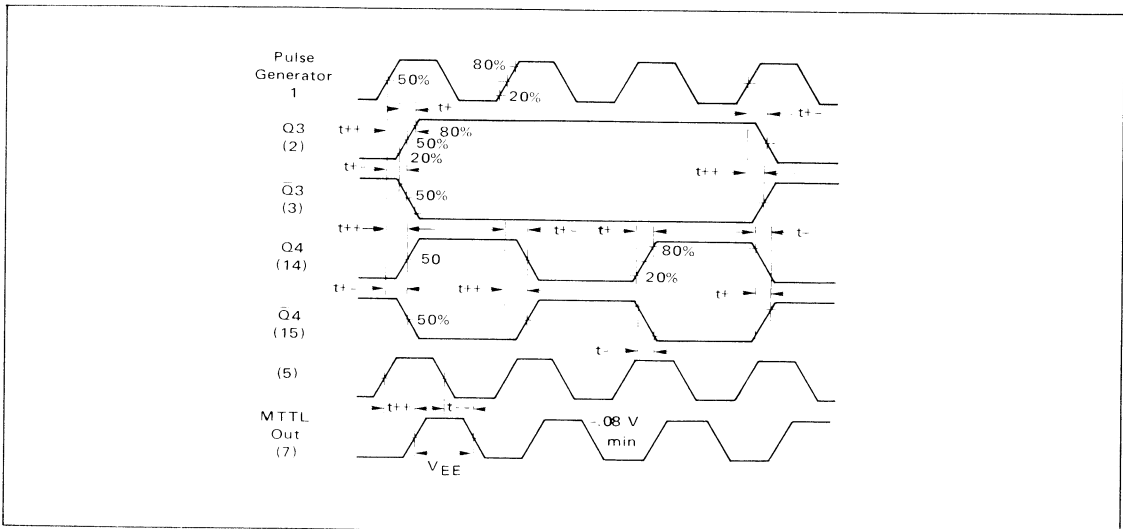 Pulse
Generator
1
50%
80%
20%
t+
t+-
t++
80%
50%
20%
Q3
(2)
t+-
t++
Q̄3
(3)
50%
t++
t+-
t+
t-
Q4
(14)
50
80%
20%
t+-
t++
t+
Q̄4
(15)
50%
t-
(5)
t++
t--
MTTL
Out
(7)
VEE
-.08 V
min